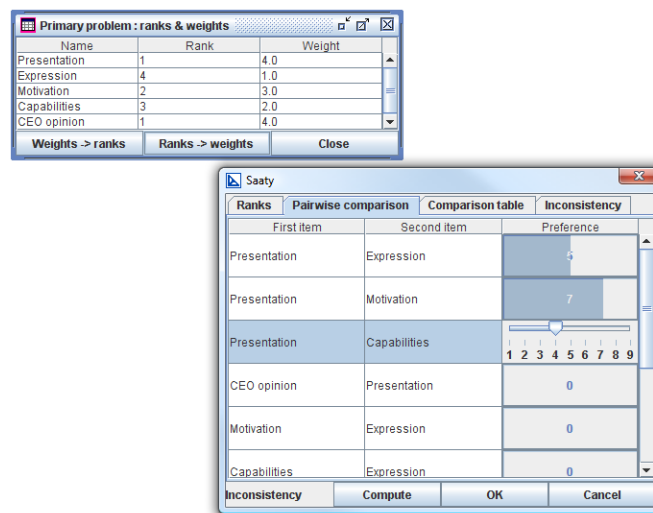 Primary problem : ranks & weights
Name Rank Weight
Presentation 1 4.0
Expression 4 1.0
Motivation 2 3.0
Capabilities 3 2.0
CEO opinion 1 4.0
Weights -> ranks Ranks -> weights Close
Saaty
Ranks Pairwise comparison Comparison table Inconsistency
First item Second item Preference
Presentation Expression 5
Presentation Motivation 7
Presentation Capabilities 1 2 3 4 5 6 7 8 9
CEO opinion Presentation 0
Motivation Expression 0
Capabilities Expression 0
Inconsistency Compute OK Cancel